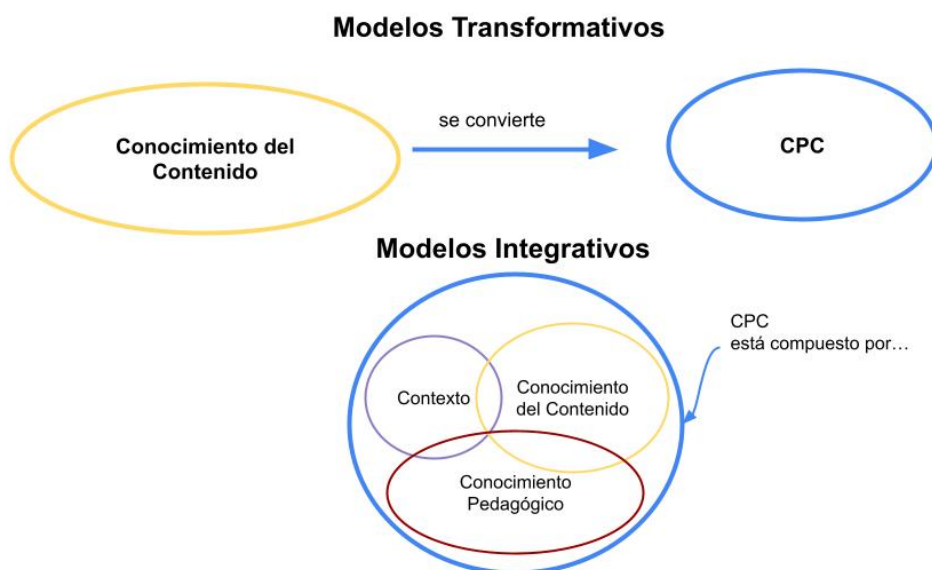 Modelos Transformativos
Conocimiento del
Contenido
se convierte
CPC
Modelos Integrativos
CPC
está compuesto por…
Contexto
Conocimiento
del Contenido
Conocimiento
Pedagógico